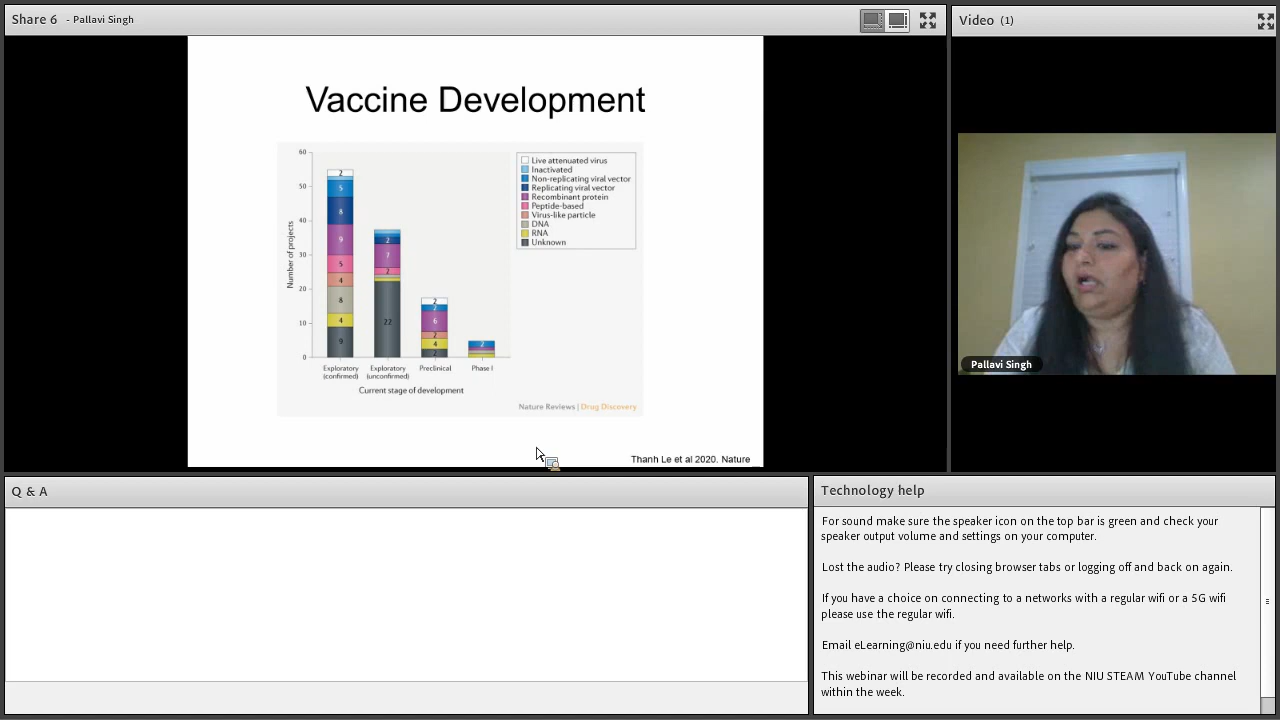 Share 6 - Pallavi Singh
Video (1)
Vaccine Development
60
50
40
30
20
10
0
Number of projects
2
5
8
9
5
4
8
4
9
2
7
2
22
2
2
6
2
4
2
2
Exploratory
(confirmed)
Exploratory
(unconfirmed)
Preclinical
Phase I
Current stage of development
Live attenuated virus
Inactivated
Non-replicating viral vector
Replicating viral vector
Recombinant protein
Peptide-based
Virus-like particle
DNA
RNA
Unknown
Nature Reviews | Drug Discovery
Thanh Le et al 2020. Nature
Pallavi Singh
Q & A
Technology help
For sound make sure the speaker icon on the top bar is green and check your
speaker output volume and settings on your computer.
Lost the audio? Please try closing browser tabs or logging off and back on again.
If you have a choice on connecting to a networks with a regular wifi or a 5G wifi
please use the regular wifi.
Email eLearning@niu.edu if you need further help.
This webinar will be recorded and available on the NIU STEAM YouTube channel
within the week.